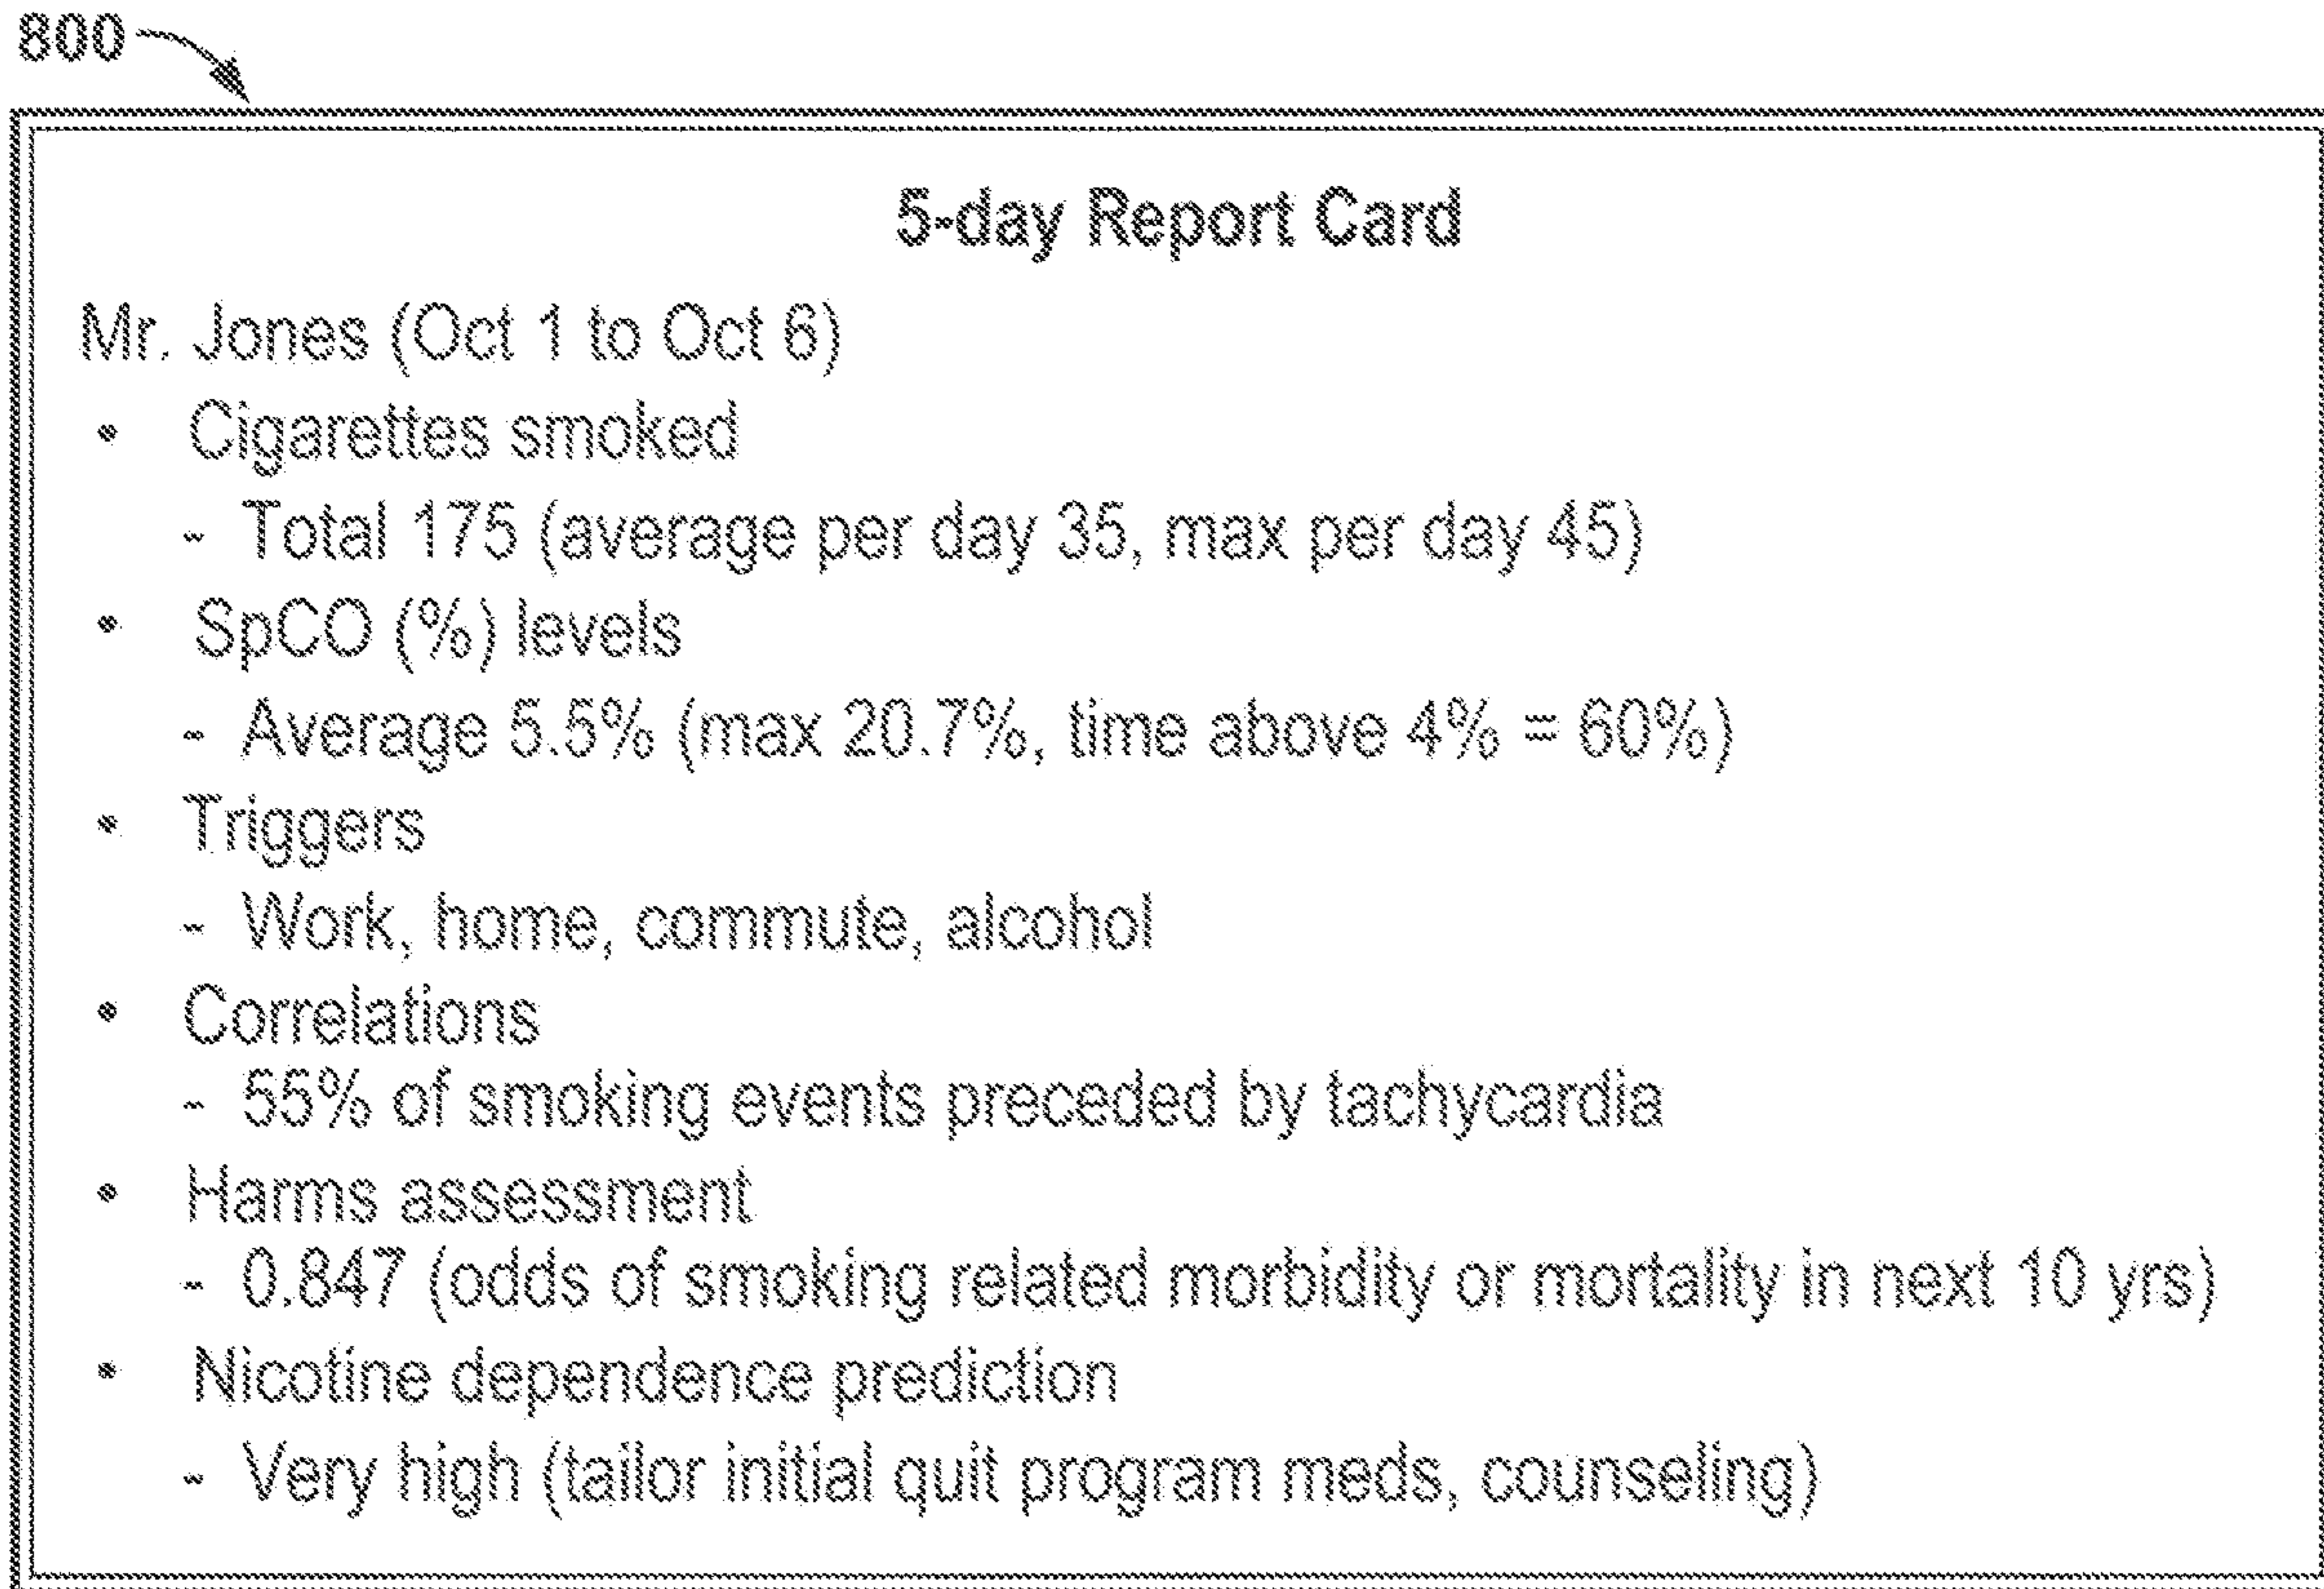 800
5-day Report Card
Mr. Jones (Oct 1 to Oct 6)
• Cigarettes smoked
- Total 175 (average per day 35, max per day 45)
• SpCO (%) levels
- Average 5.5% (max 20.7%, time above 4% = 60%)
• Triggers
- Work, home, commute, alcohol
• Correlations
- 55% of smoking events preceded by tachycardia
• Harms assessment
- 0.847 (odds of smoking related morbidity or mortality in next 10 yrs)
• Nicotine dependence prediction
- Very high (tailor initial quit program meds, counseling)